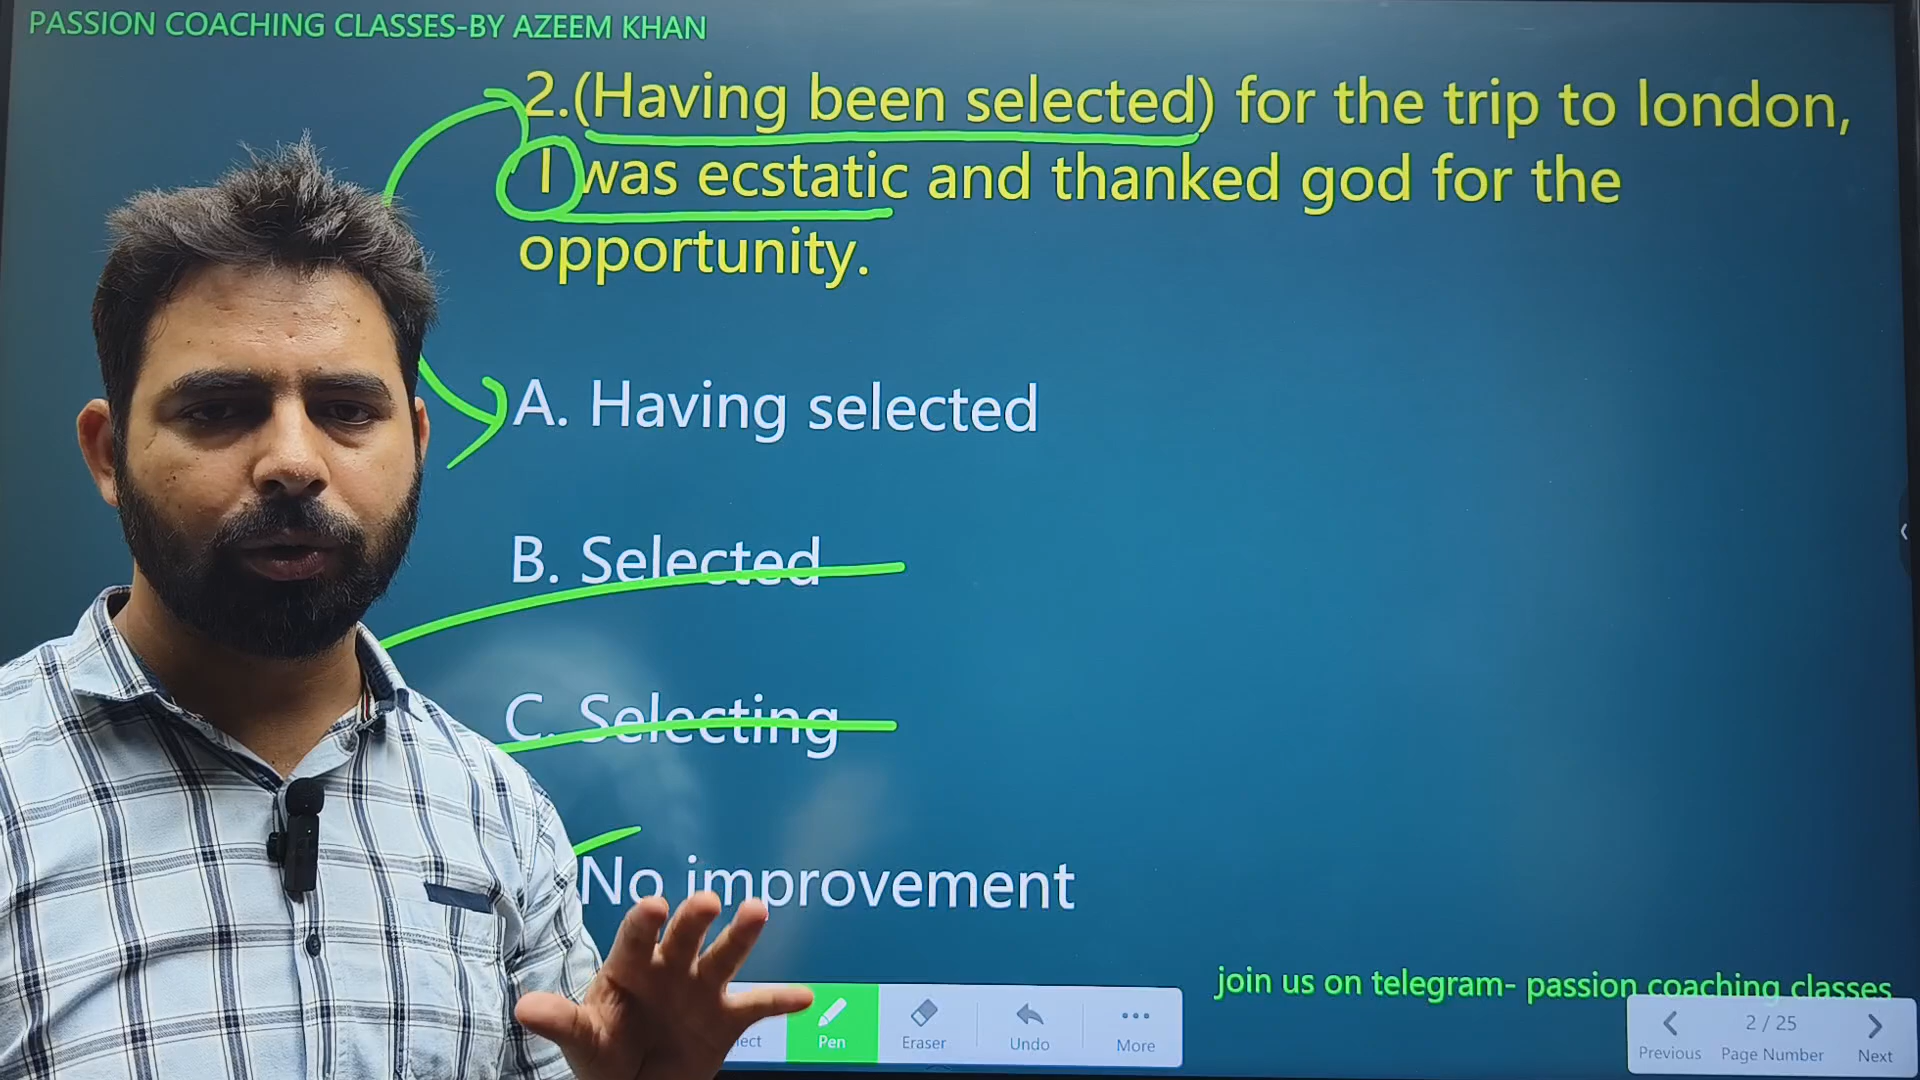 PASSION COACHING CLASSES-BY AZEEM KHAN
2.(Having been selected) for the trip to london,
I was ecstatic and thanked god for the
opportunity.
A. Having selected
B. Selected
C. Selecting
No improvement
join us on telegram- passion coaching classes
Pen
Eraser
Undo
More
Previous
2 / 25
Page Number
Next